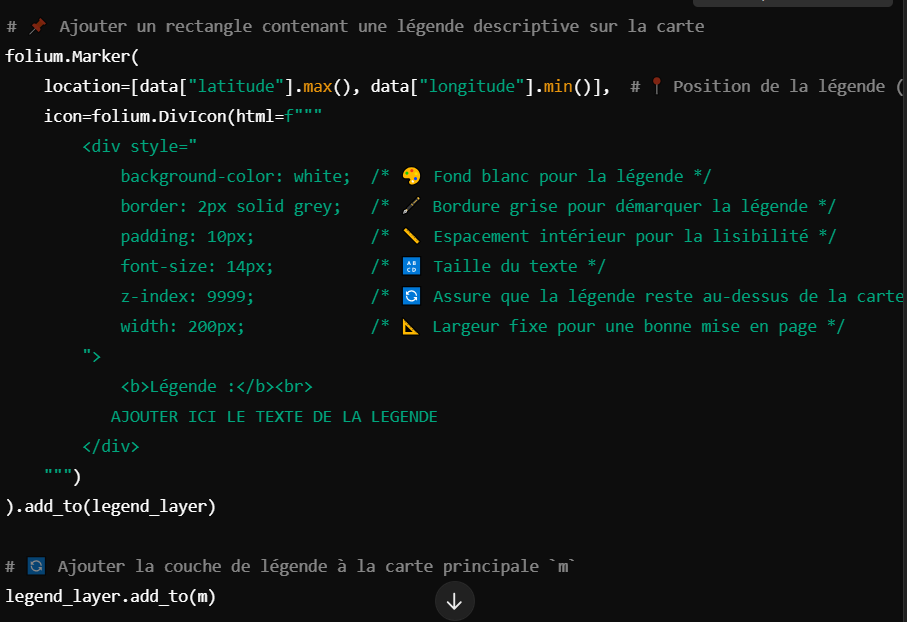 # 📌 Ajouter un rectangle contenant une légende descriptive sur la carte
folium.Marker(
    location=[data["latitude"].max(), data["longitude"].min()],  # 📍 Position de la légende (
    icon=folium.DivIcon(html=f"""
        <div style="
            background-color: white;  /* 🎨 Fond blanc pour la légende */
            border: 2px solid grey;   /* 🖌️ Bordure grise pour démarquer la légende */
            padding: 10px;            /* 📏 Espacement intérieur pour la lisibilité */
            font-size: 14px;          /* 🔠 Taille du texte */
            z-index: 9999;            /* 🔄 Assure que la légende reste au-dessus de la carte
            width: 200px;             /* 📐 Largeur fixe pour une bonne mise en page */
        ">
            <b>Légende :</b><br>
           AJOUTER ICI LE TEXTE DE LA LEGENDE
        </div>
    """)
).add_to(legend_layer)
# 🔄 Ajouter la couche de légende à la carte principale `m`
legend_layer.add_to(m)